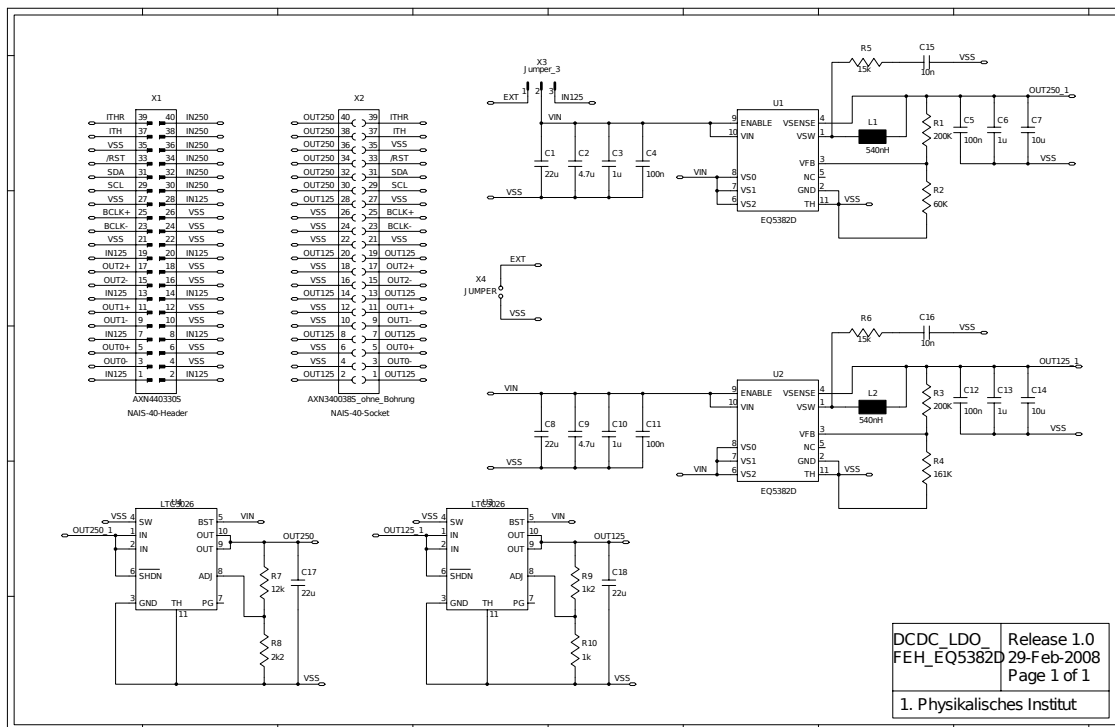 X3
Jumper_3
1 2 3
EXT IN125
VIN
C1
22u
C2
4.7u
C3
1u
C4
100n
VSS
X1
ITHR 39 40 IN250
ITH 37 38 IN250
VSS 35 36 IN250
/RST 33 34 IN250
SDA 31 32 IN250
SCL 29 30 IN250
VSS 27 28 IN125
BCLK+ 25 26 VSS
BCLK- 23 24 VSS
VSS 21 22 VSS
IN125 19 20 IN125
OUT2+ 17 18 VSS
OUT2- 15 16 VSS
IN125 13 14 IN125
OUT1+ 11 12 VSS
OUT1- 9 10 VSS
IN125 7 8 IN125
OUT0+ 5 6 VSS
OUT0- 3 4 VSS
IN125 1 2 IN125
AXN440330S
NAIS-40-Header
X2
OUT250 40 39 ITHR
OUT250 38 37 ITH
OUT250 36 35 VSS
OUT250 34 33 /RST
OUT250 32 31 SDA
OUT250 30 29 SCL
OUT125 28 27 VSS
VSS 26 25 BCLK+
VSS 24 23 BCLK-
VSS 22 21 VSS
OUT125 20 19 OUT125
VSS 18 17 OUT2+
VSS 16 15 OUT2-
OUT125 14 13 OUT125
VSS 12 11 OUT1+
VSS 10 9 OUT1-
OUT125 8 7 OUT125
VSS 6 5 OUT0+
VSS 4 3 OUT0-
OUT125 2 1 OUT125
AXN340038S_ohne_Bohrung
NAIS-40-Socket
R5
15k
C15
10n
VSS
U1
9 ENABLE VSENSE 4
10 VIN VSW 1
VFB 3
VIN 8 VS0 NC 5
7 VS1 GND 2
6 VS2 TH 11 VSS
EQ5382D
L1
540nH
OUT250_1
R1
200K
R2
60K
C5
100n
C6
1u
C7
10u
VSS
EXT
X4
JUMPER
VSS
R6
15k
C16
10n
VSS
VIN
C8
22u
C9
4.7u
C10
1u
C11
100n
VSS
U2
9 ENABLE VSENSE 4
10 VIN VSW 1
VFB 3
8 VS0 NC 5
7 VS1 GND 2
VIN 6 VS2 TH 11 VSS
EQ5382D
L2
540nH
OUT125_1
R3
200K
R4
161K
C12
100n
C13
1u
C14
10u
VSS
U4
LTC3026
VSS 4 SW BST 5 VIN
OUT250_1 1 IN OUT 10 OUT250
2 IN OUT 9
6 SHDN ADJ 8
3 GND TH PG 7
11
R7
12k
R8
2k2
C17
22u
VSS
LTC3026
VSS 4 SW BST 5 VIN
OUT125_1 1 IN OUT 10 OUT125
2 IN OUT 9
6 SHDN ADJ 8
3 GND TH PG 7
11
R9
1k2
R10
1k
C18
22u
VSS
DCDC_LDO_
FEH_EQ5382D
Release 1.0
29-Feb-2008
Page 1 of 1
1. Physikalisches Institut